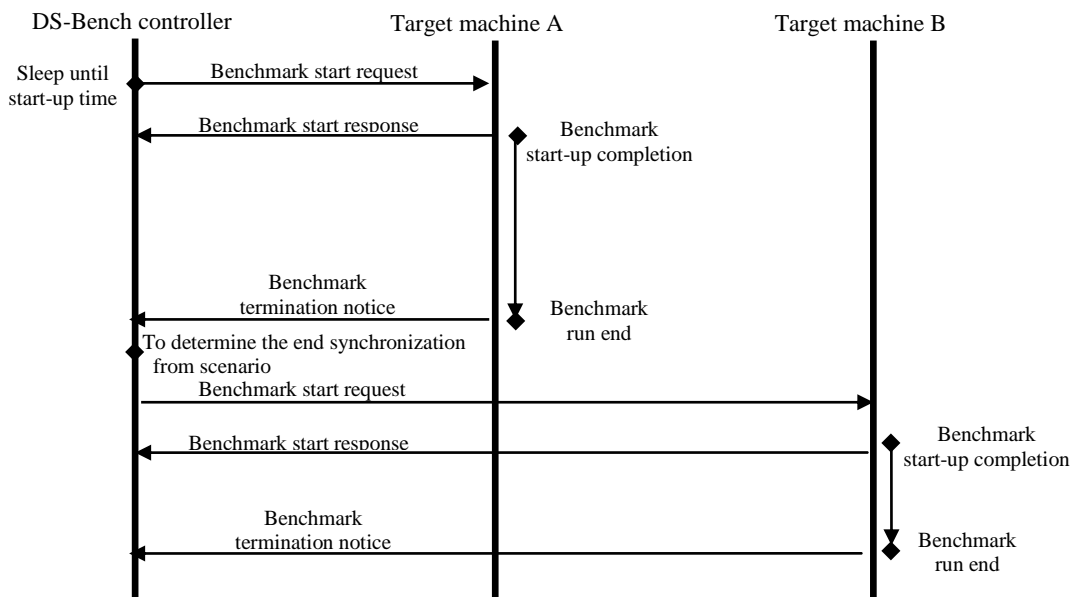 DS-Bench controller
Target machine A
Target machine B
Sleep until
start-up time
Benchmark start request
Benchmark start response
Benchmark
start-up completion
Benchmark
termination notice
Benchmark
run end
To determine the end synchronization
from scenario
Benchmark start request
Benchmark start response
Benchmark
start-up completion
Benchmark
termination notice
Benchmark
run end